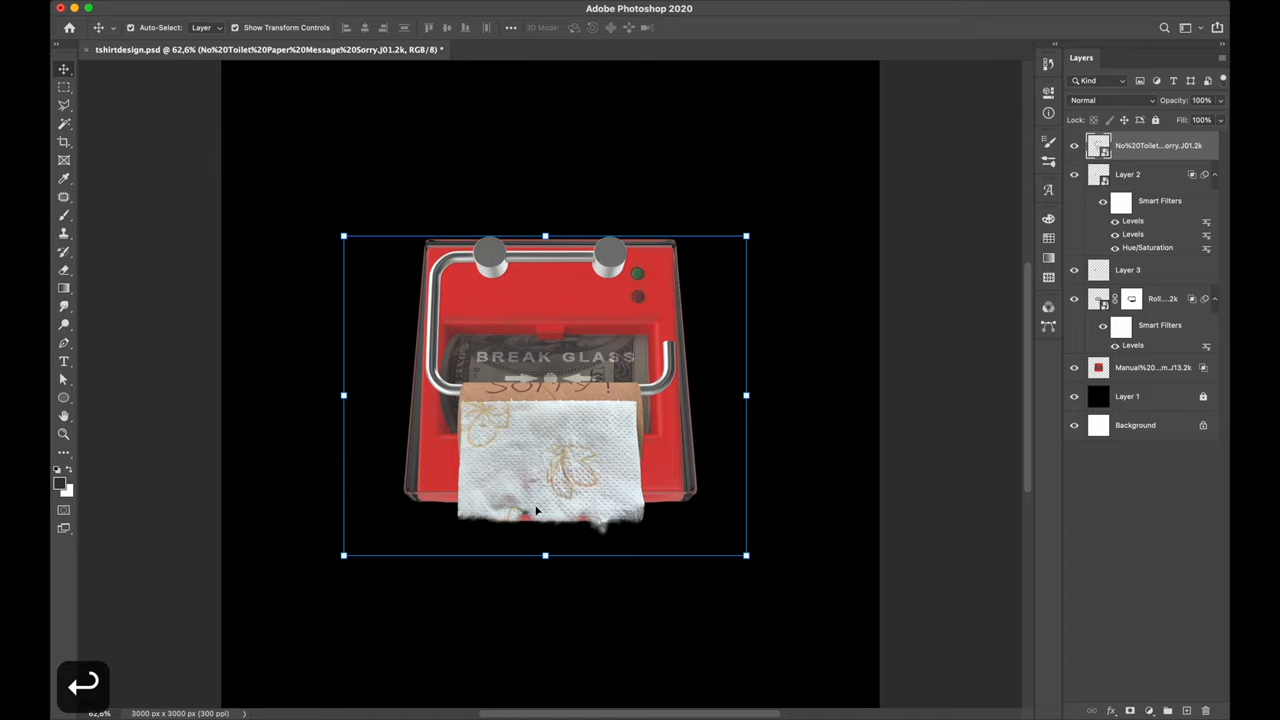 Adobe Photoshop 2020
Auto-Select: Layer Show Transform Controls 3D Mode:
tshirtdesign.psd @ 62,6% (No%20Toilet%20Paper%20Message%20Sorry.J01.2k, RGB/8) *
Layers
Kind
Normal Opacity: 100%
Lock: Fill: 100%
No%20Toilet...orry.J01.2k
Layer 2
Smart Filters
Levels
Levels
Hue/Saturation
Layer 3
Roll....2k
Smart Filters
Levels
Manual%20...m.J13.2k
Layer 1
Background
BREAK GLASS
SORRY!
62,6% 3000 px x 3000 px (300 ppi)